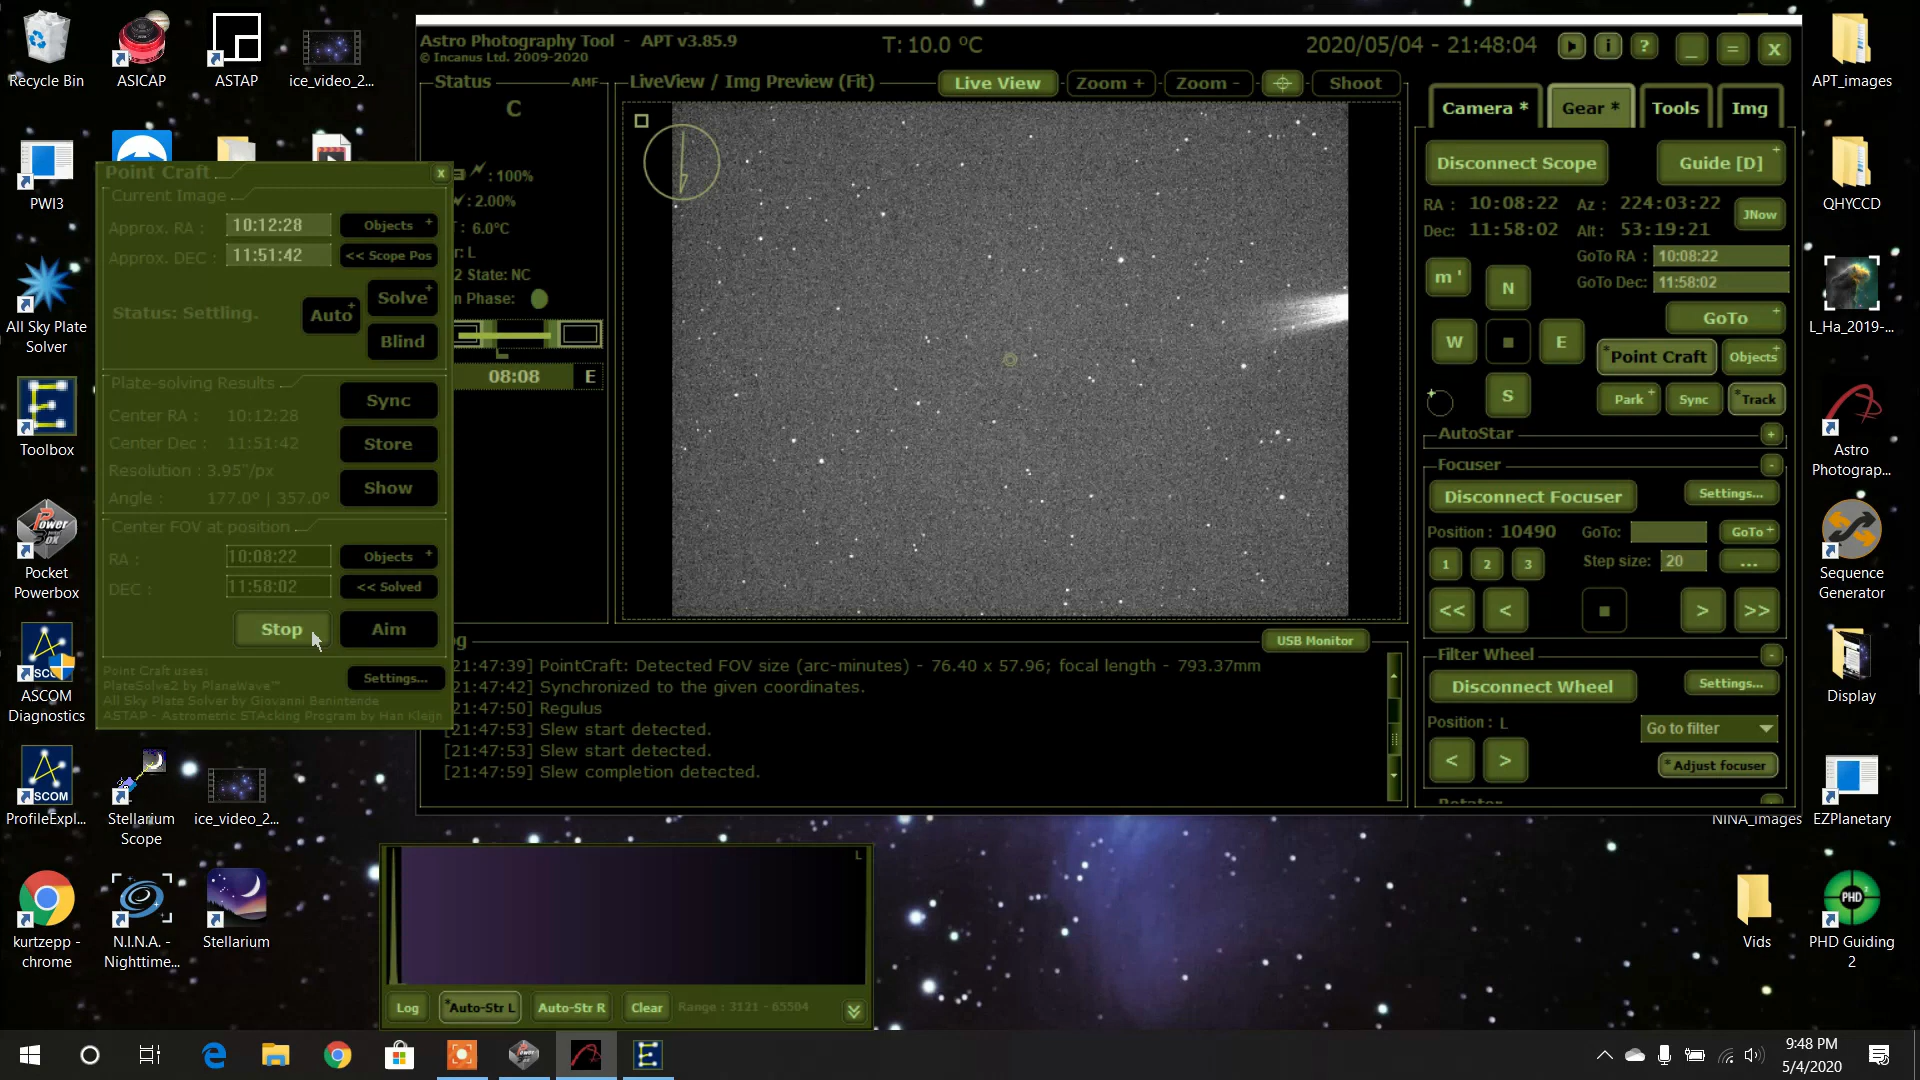 Recycle Bin
ASICAP
ASTAP
ice_video_2...
PWI3
All Sky Plate
Solver
Toolbox
Pocket
Powerbox
ASCOM
Diagnostics
ProfileExpl...
Stellarium
Scope
ice_video_2...
kurtzepp -
chrome
N.I.N.A. -
Nighttime...
Stellarium
Point Craft
x
Current Image
Approx. RA :
10:12:28
Objects +
Approx. DEC :
11:51:42
<< Scope Pos
Status: Settling.
Auto +
Solve +
Blind
Plate-solving Results
Center RA : 10:12:28
Sync
Center Dec : 11:51:42
Store
Resolution : 3.95"/px
Angle : 177.0° | 357.0°
Show
Center FOV at position
RA :
10:08:22
Objects +
DEC :
11:58:02
<< Solved
Stop
Aim
Point Craft uses:
Settings...
PlateSolve2 by PlaneWave™
All Sky Plate Solver by Giovanni Benintende
ASTAP - Astrometric STAcking Program by Han Kleijn
Astro Photography Tool - APT v3.85.9
© Incanus Ltd. 2009-2020
T: 10.0 °C
2020/05/04 - 21:48:04
i
?
_
=
X
Status
AMF
C
: 100%
: 2.00%
: 6.0°C
r: L
2 State: NC
n Phase:
L
08:08
E
LiveView / Img Preview (Fit)
Live View
Zoom +
Zoom -
Shoot
og
USB Monitor
[21:47:39] PointCraft: Detected FOV size (arc-minutes) - 76.40 x 57.96; focal length - 793.37mm
[21:47:42] Synchronized to the given coordinates.
[21:47:50] Regulus
[21:47:53] Slew start detected.
[21:47:53] Slew start detected.
[21:47:59] Slew completion detected.
Camera *
Gear *
Tools
Img
Disconnect Scope
Guide [D] +
RA : 10:08:22 Az : 224:03:22
JNow
Dec: 11:58:02 Alt : 53:19:21
GoTo RA : 10:08:22
m '
N
GoTo Dec: 11:58:02
GoTo +
W
E
*Point Craft
Objects +
S
Park +
Sync
*Track
AutoStar
+
Focuser
-
Disconnect Focuser
Settings...
Position : 10490 GoTo:
GoTo +
1
2
3
Step size: 20
...
<<
<
>
>>
Filter Wheel
-
Disconnect Wheel
Settings...
Position : L
Go to filter
<
>
* Adjust focuser
Rotator
L
Log
*Auto-Str L
Auto-Str R
Clear
Range : 3121 - 65504
APT_images
QHYCCD
L_Ha_2019-...
Astro
Photograp...
Sequence
Generator
Display
NINA_images
EZPlanetary
Vids
PHD Guiding
2
PHD
9:48 PM
5/4/2020